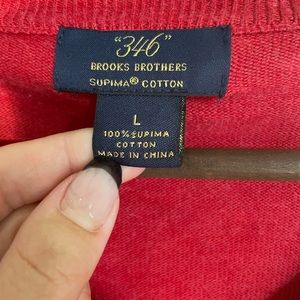 "346"
BROOKS BROTHERS
SUPIMA® COTTON
L
100% SUPIMA
COTTON
MADE IN CHINA